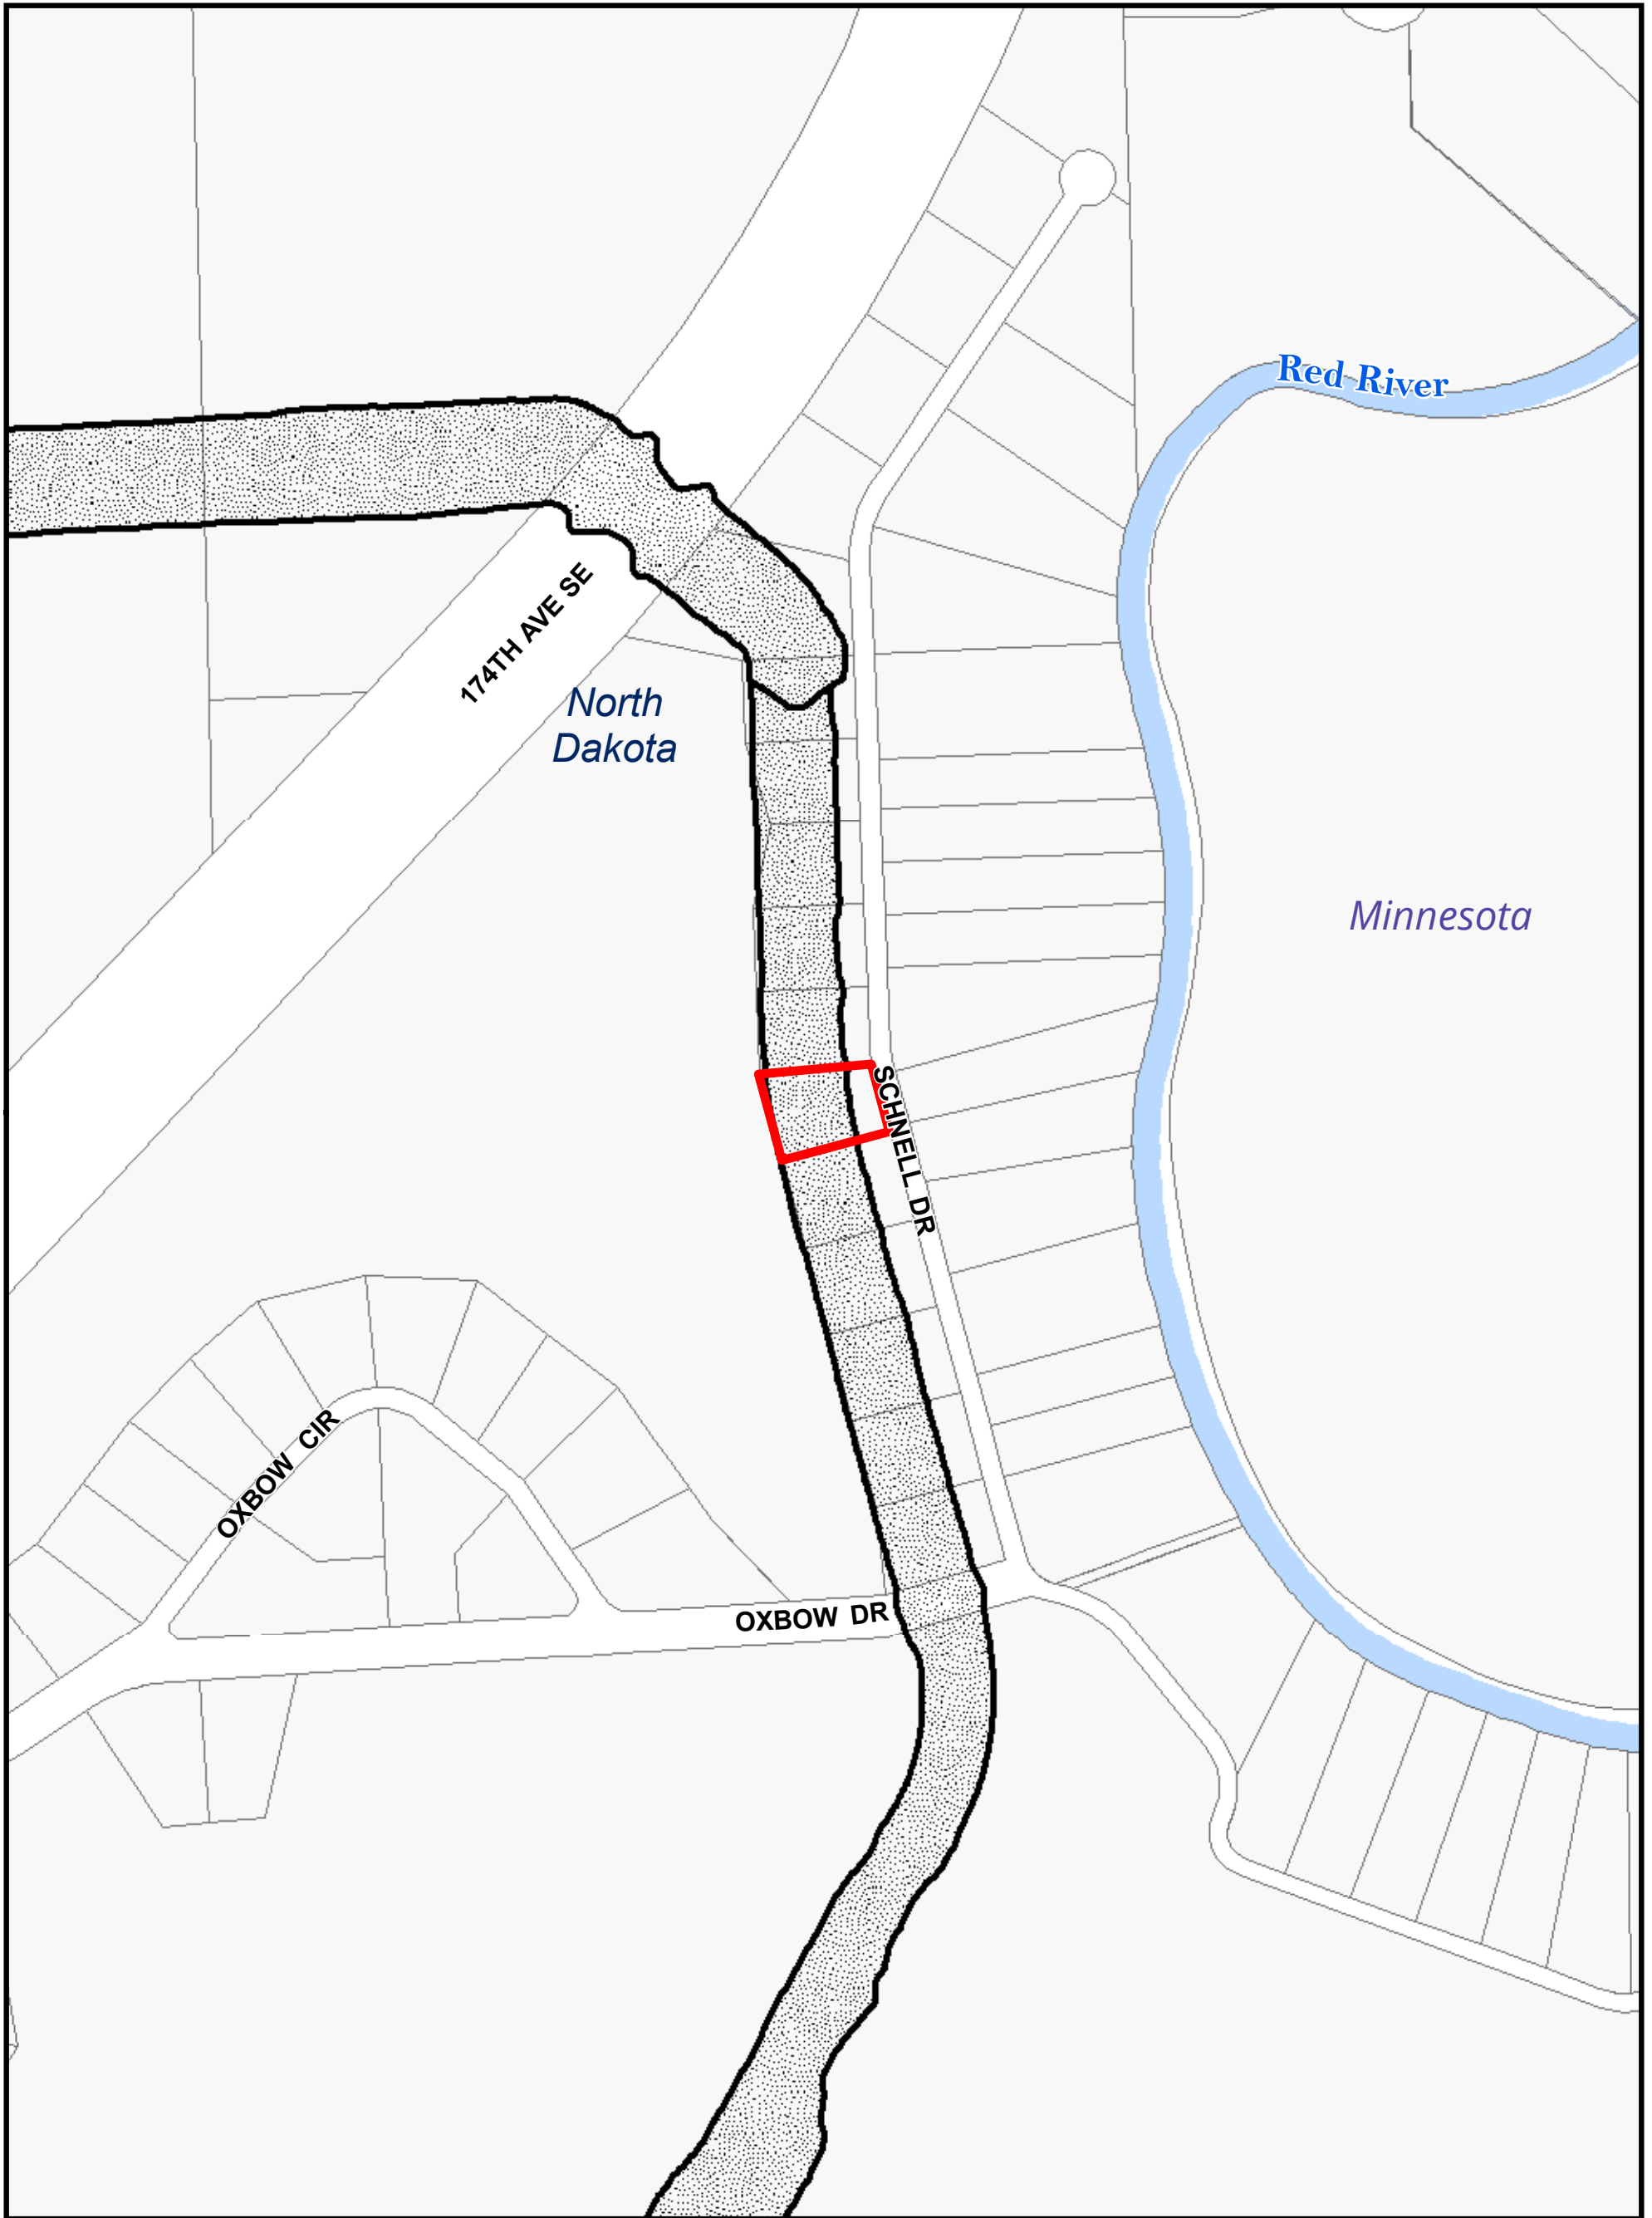 Red River
174TH AVE SE
North
Dakota
Minnesota
SCHNELL DR
OXBOW CIR
OXBOW DR